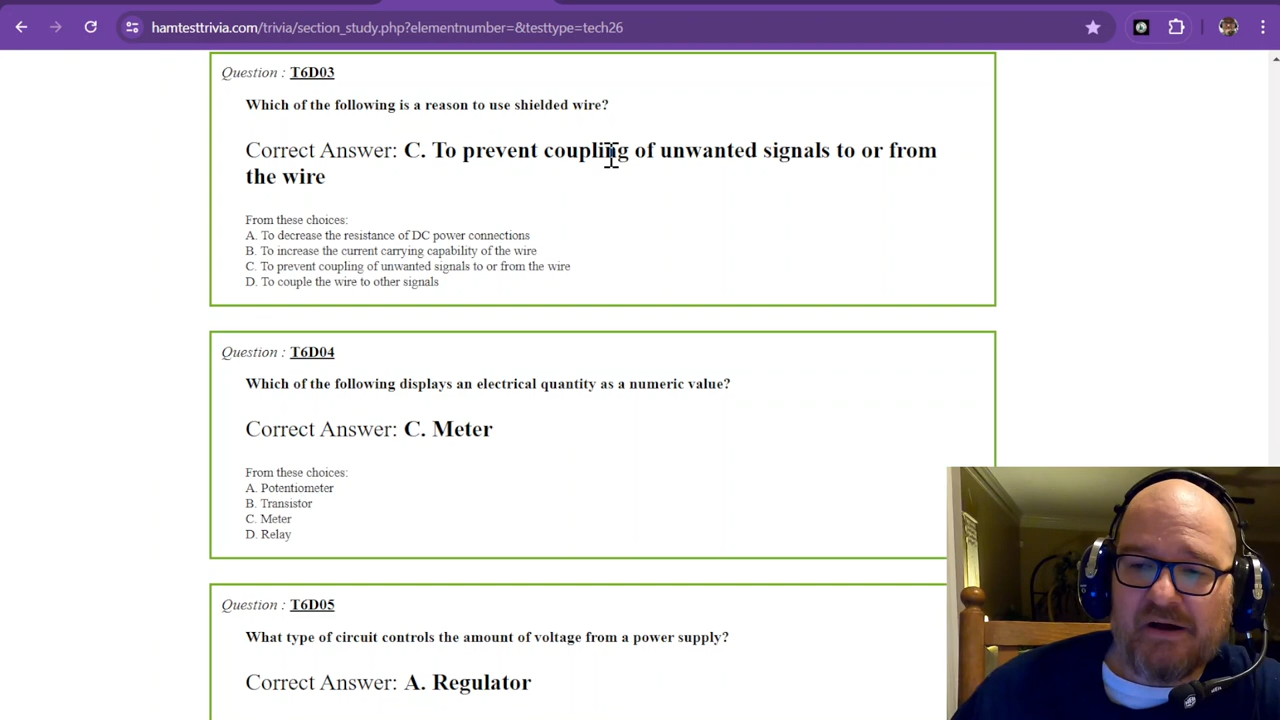 hamtesttrivia.com/trivia/section_study.php?elementnumber=&testtype=tech26
Question : T6D03
Which of the following is a reason to use shielded wire?
Correct Answer: C. To prevent coupling of unwanted signals to or from
the wire
From these choices:
A. To decrease the resistance of DC power connections
B. To increase the current carrying capability of the wire
C. To prevent coupling of unwanted signals to or from the wire
D. To couple the wire to other signals
Question : T6D04
Which of the following displays an electrical quantity as a numeric value?
Correct Answer: C. Meter
From these choices:
A. Potentiometer
B. Transistor
C. Meter
D. Relay
Question : T6D05
What type of circuit controls the amount of voltage from a power supply?
Correct Answer: A. Regulator